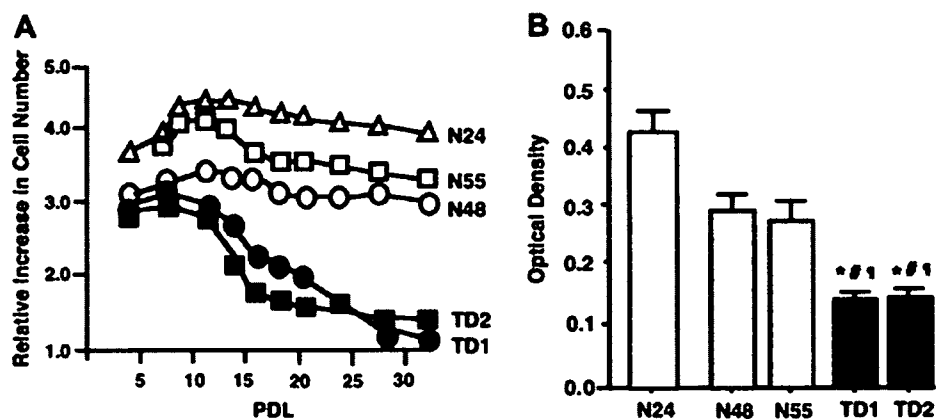 A
Relative Increase in Cell Number
5.0
4.0
3.0
2.0
1.0
5
10
15
20
25
30
PDL
N24
N55
N48
TD2
TD1
B
Optical Density
0.6
0.5
0.4
0.3
0.2
0.1
0.0
*#¶
*#¶
N24
N48
N55
TD1
TD2